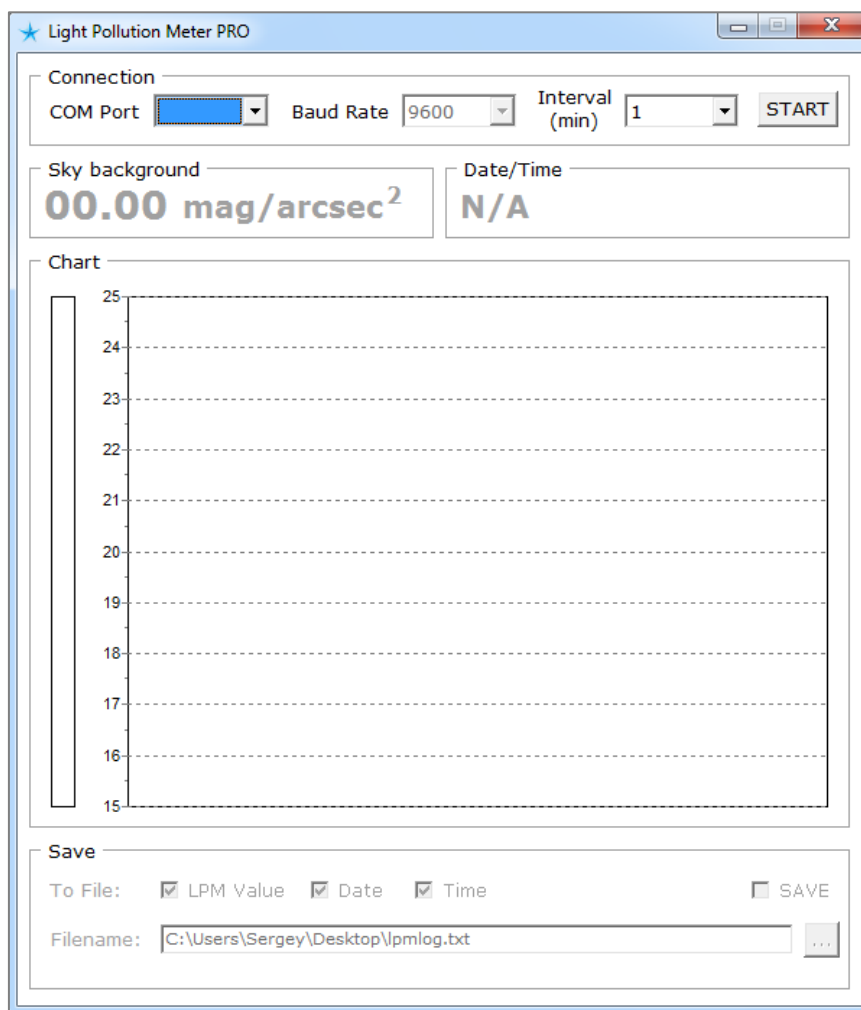 Light Pollution Meter PRO
Connection
COM Port Baud Rate 9600 Interval (min) 1 START
Sky background
00.00 mag/arcsec²
Date/Time
N/A
Chart
25
24
23
22
21
20
19
18
17
16
15
Save
To File: LPM Value Date Time SAVE
Filename: C:\Users\Sergey\Desktop\lpmlog.txt ...